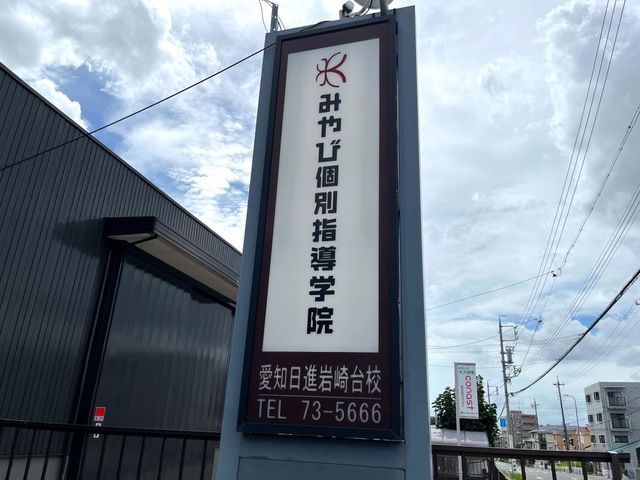 みやび個別指導学院
愛知日進岩崎台校
TEL 73-5666
conast